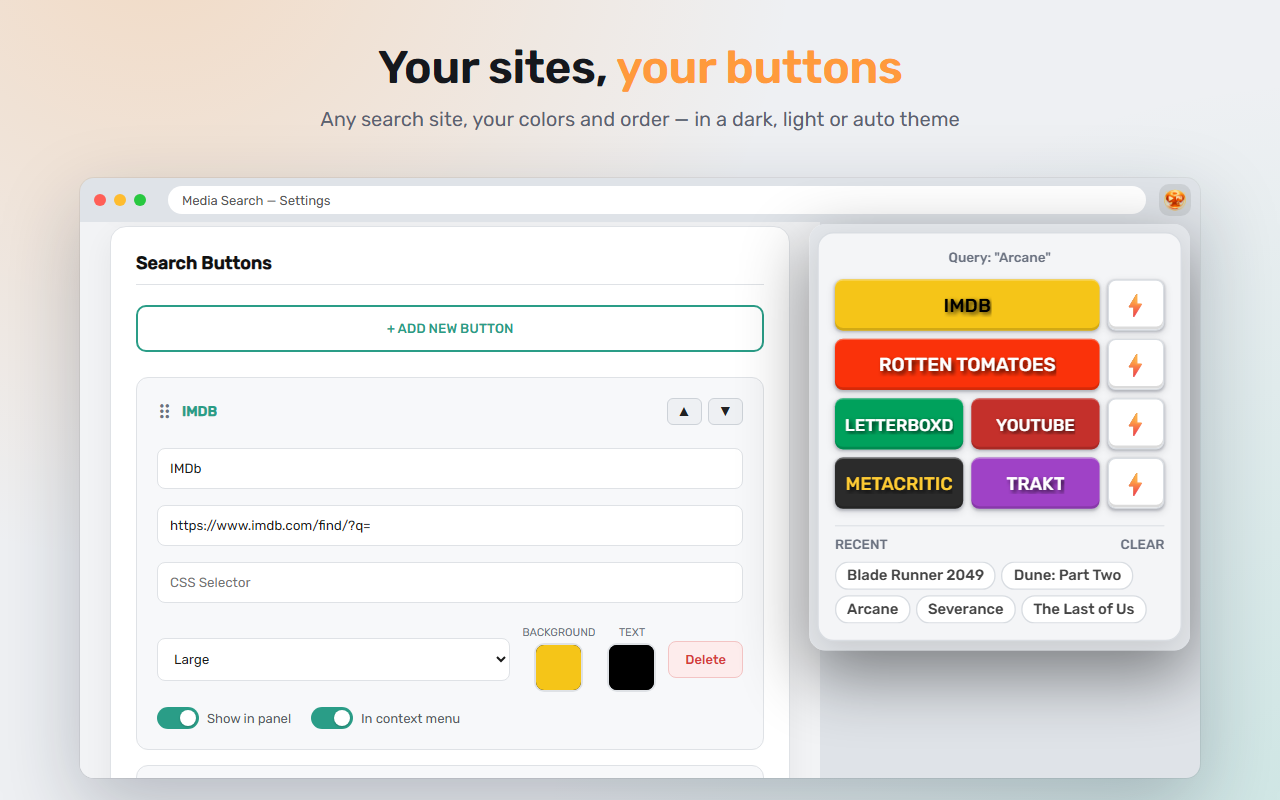 Your sites, your buttons
Any search site, your colors and order — in a dark, light or auto theme
Media Search — Settings
Search Buttons
+ ADD NEW BUTTON
IMDB
▲
▼
IMDb
https://www.imdb.com/find/?q=
CSS Selector
BACKGROUND
TEXT
Large
Delete
Show in panel
In context menu
Query: "Arcane"
IMDB
ROTTEN TOMATOES
LETTERBOXD
YOUTUBE
METACRITIC
TRAKT
RECENT
CLEAR
Blade Runner 2049
Dune: Part Two
Arcane
Severance
The Last of Us